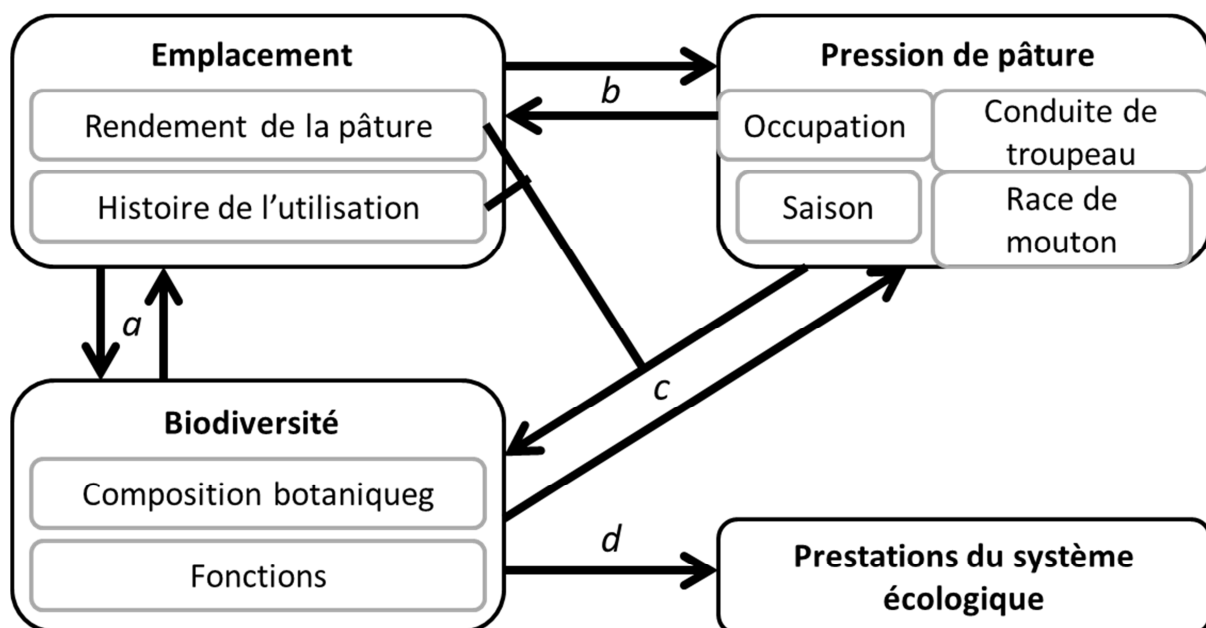 Emplacement
Rendement de la pâture
Histoire de l'utilisation
b
Pression de pâture
Occupation
Conduite de
troupeau
Saison
Race de
mouton
a
c
Biodiversité
Composition botaniqueg
Fonctions
d
Prestations du système
écologique